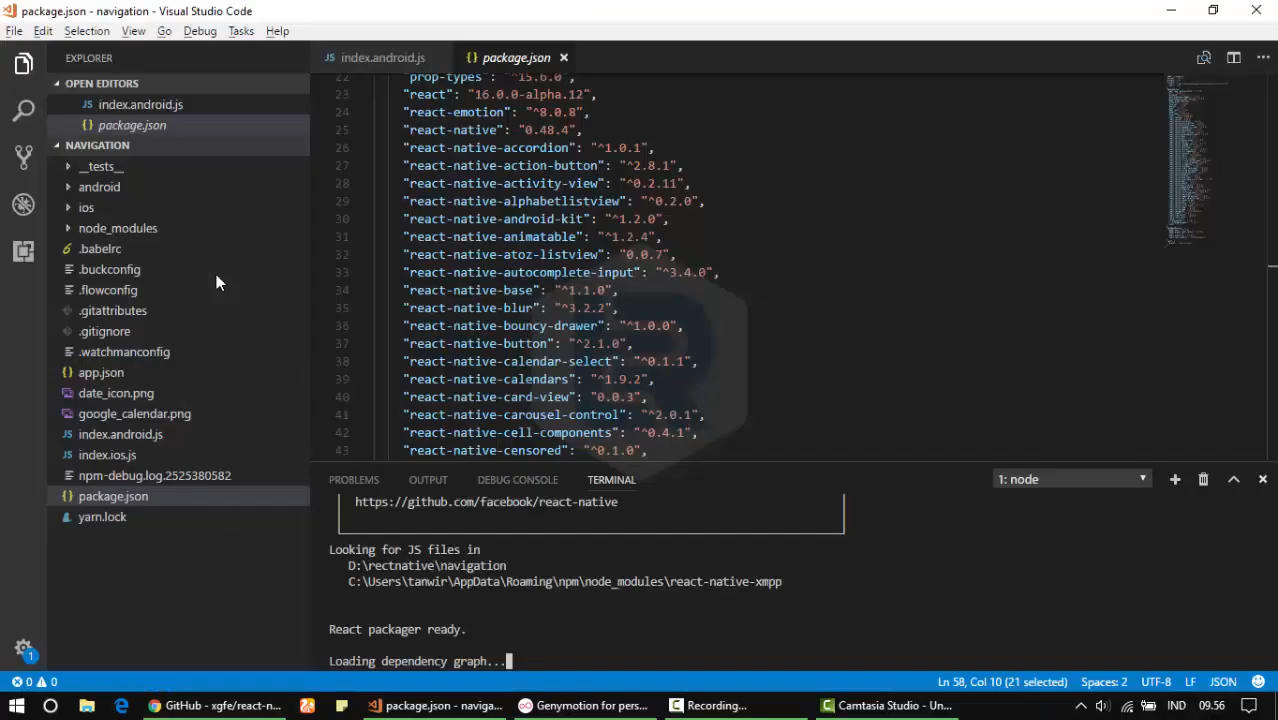 package.json - navigation - Visual Studio Code
File Edit Selection View Go Debug Tasks Help
EXPLORER
OPEN EDITORS
index.android.js
package.json
NAVIGATION
__tests__
android
ios
node_modules
.babelrc
.buckconfig
.flowconfig
.gitattributes
.gitignore
.watchmanconfig
app.json
date_icon.png
google_calendar.png
index.android.js
index.ios.js
npm-debug.log.2525380582
package.json
yarn.lock
1
index.android.js
package.json
22 "prop-types": "^15.6.0",
23 "react": "16.0.0-alpha.12",
24 "react-emotion": "^8.0.8",
25 "react-native": "0.48.4",
26 "react-native-accordion": "^1.0.1",
27 "react-native-action-button": "^2.8.1",
28 "react-native-activity-view": "^0.2.11",
29 "react-native-alphabetlistview": "^0.2.0",
30 "react-native-android-kit": "^1.2.0",
31 "react-native-animatable": "^1.2.4",
32 "react-native-atoz-listview": "0.0.7",
33 "react-native-autocomplete-input": "^3.4.0",
34 "react-native-base": "^1.1.0",
35 "react-native-blur": "^3.2.2",
36 "react-native-bouncy-drawer": "^1.0.0",
37 "react-native-button": "^2.1.0",
38 "react-native-calendar-select": "^0.1.1",
39 "react-native-calendars": "^1.9.2",
40 "react-native-card-view": "0.0.3",
41 "react-native-carousel-control": "^2.0.1",
42 "react-native-cell-components": "^0.4.1",
43 "react-native-censored": "^0.1.0",
PROBLEMS OUTPUT DEBUG CONSOLE TERMINAL 1: node
https://github.com/facebook/react-native
Looking for JS files in
D:\rectnative\navigation
C:\Users\tanwir\AppData\Roaming\npm\node_modules\react-native-xmpp
React packager ready.
Loading dependency graph...
0 0 Ln 58, Col 10 (21 selected) Spaces: 2 UTF-8 LF JSON
GitHub - xgfe/react-n... package.json - naviga... Genymotion for pers... Recording... Camtasia Studio - Un... IND 09.56